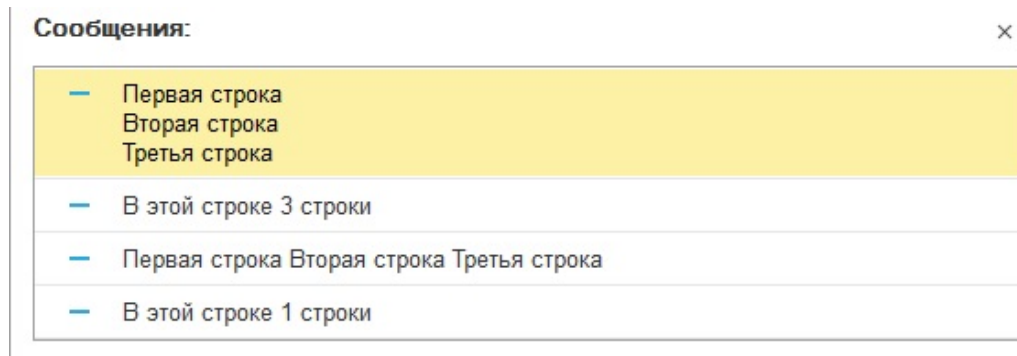 Сообщения:
Первая строка
Вторая строка
Третья строка
В этой строке 3 строки
Первая строка Вторая строка Третья строка
В этой строке 1 строки